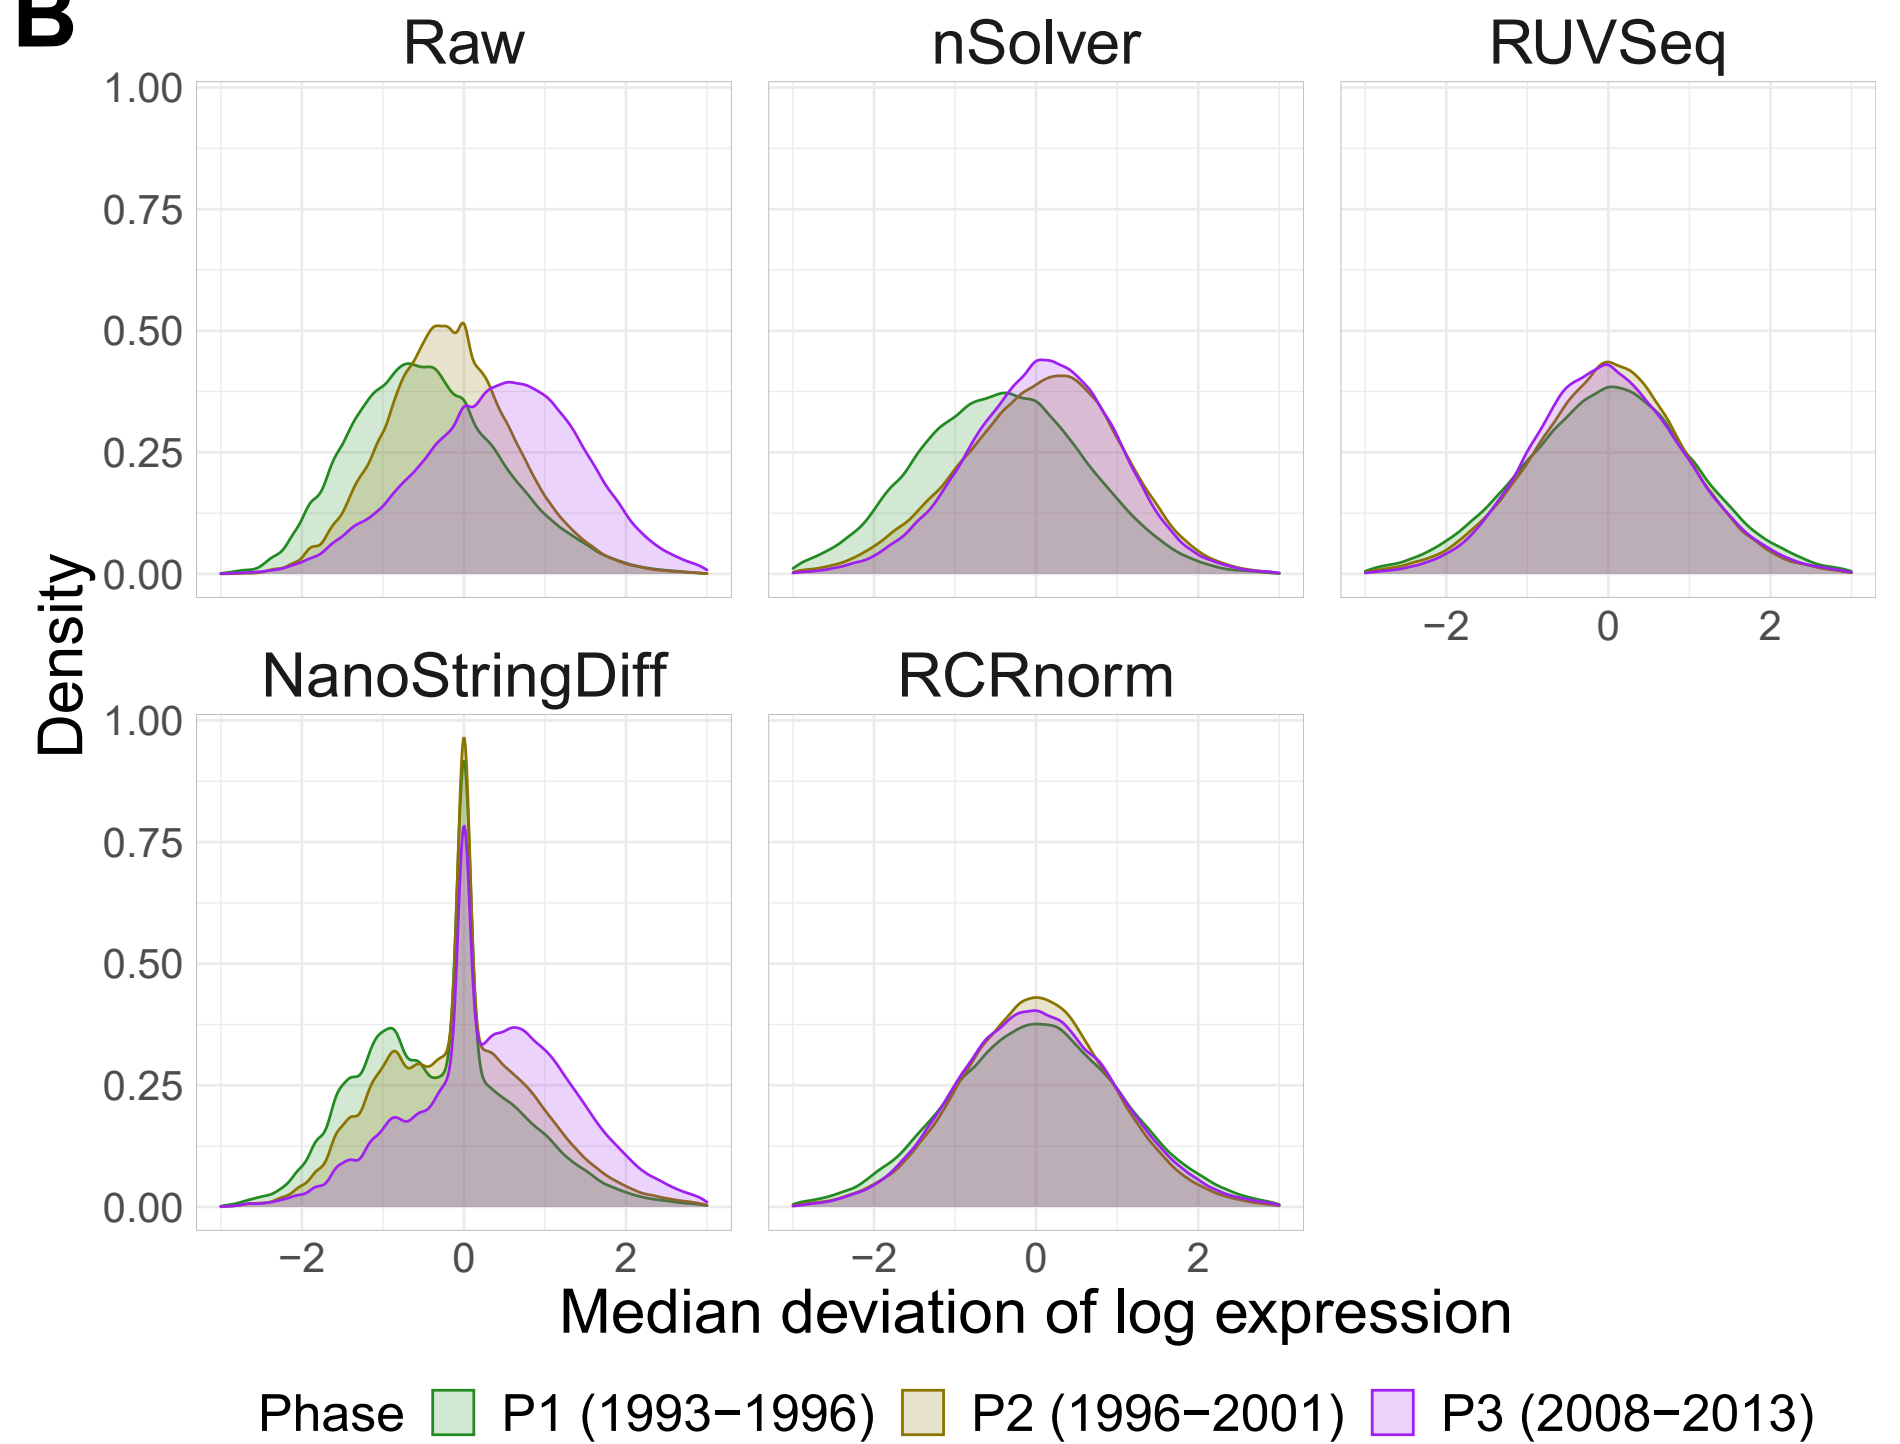 B
Raw
nSolver
RUVSeq
1.00
0.75
0.50
0.25
0.00
−2 0 2
Density
NanoStringDiff
RCRnorm
1.00
0.75
0.50
0.25
0.00
−2 0 2
−2 0 2
Median deviation of log expression
Phase P1 (1993−1996) P2 (1996−2001) P3 (2008−2013)